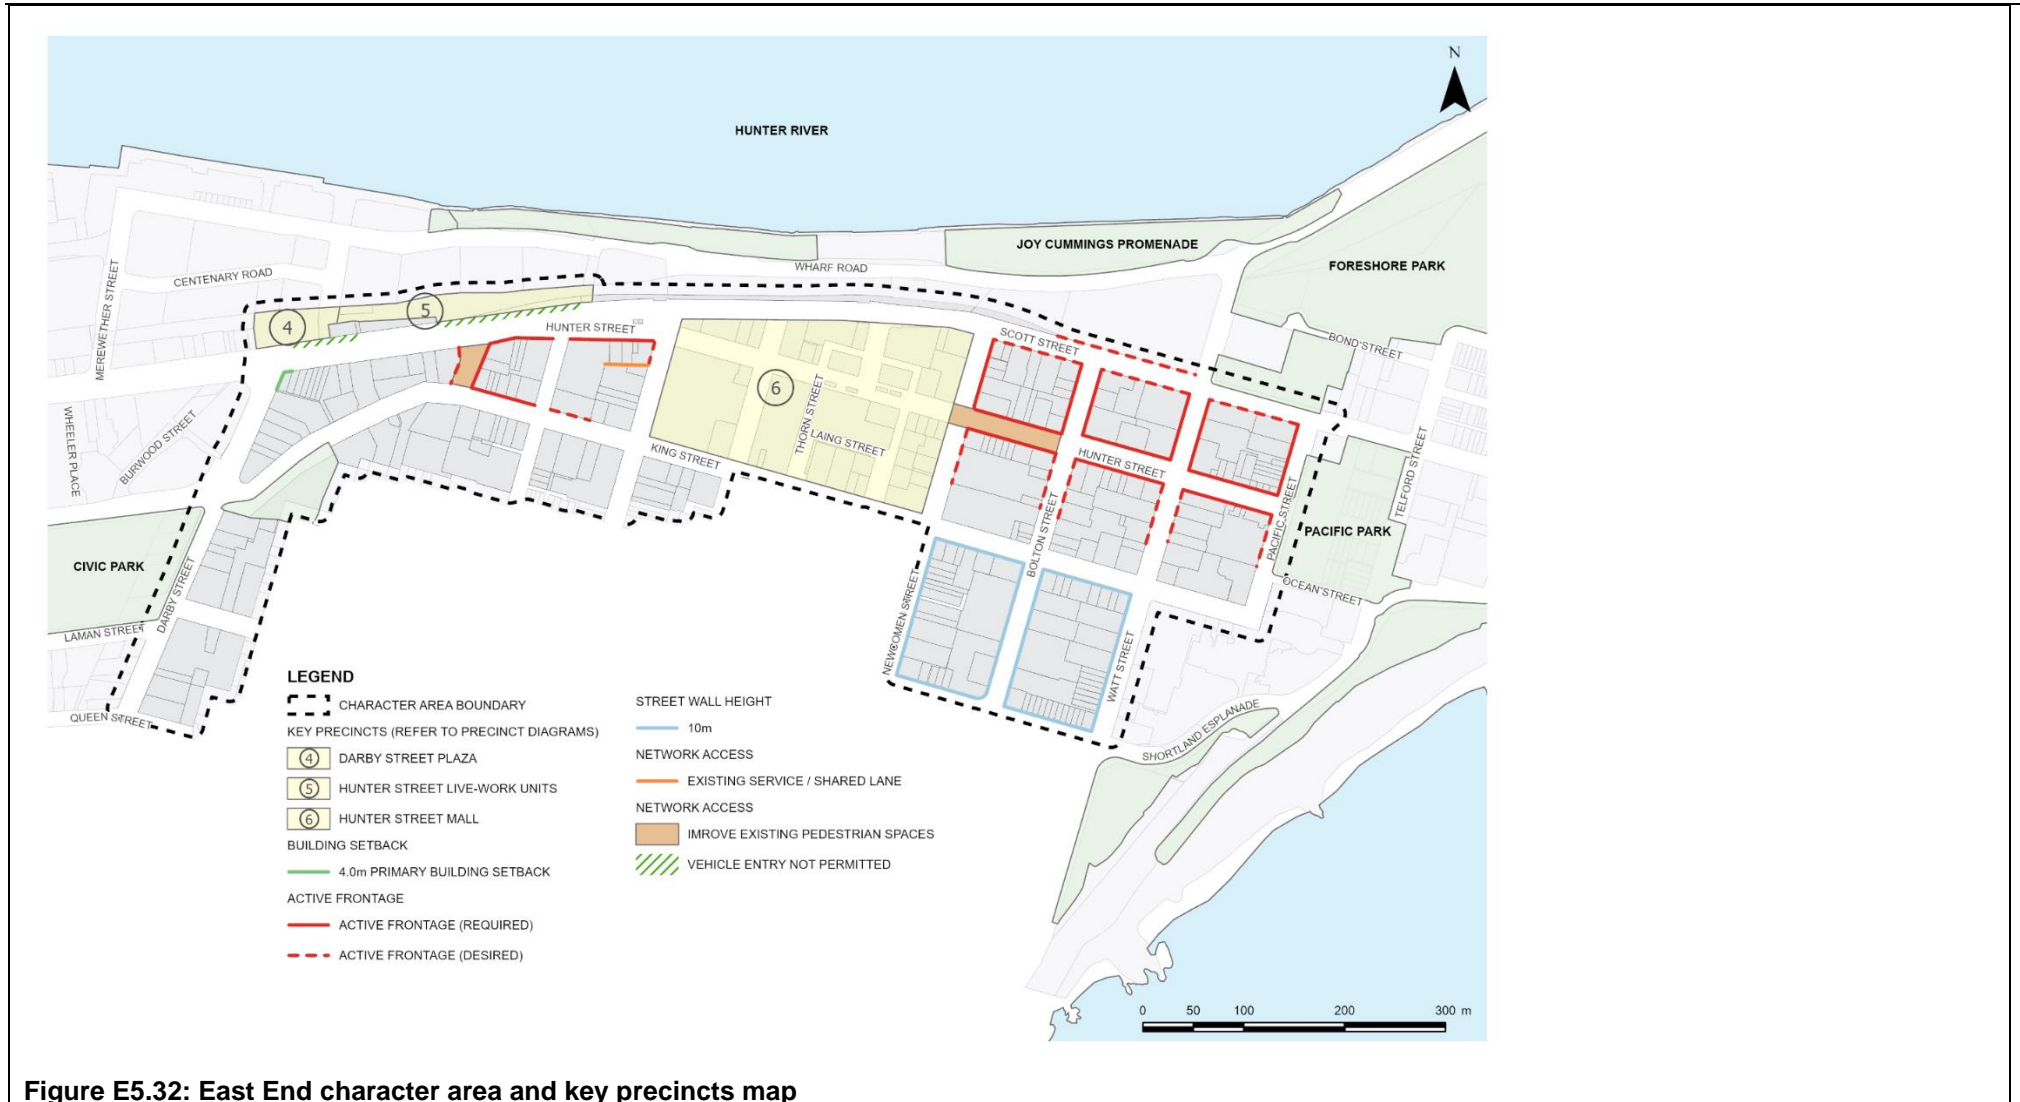 N
HUNTER RIVER
JOY CUMMINGS PROMENADE
FORESHORE PARK
WHARF ROAD
CENTENARY ROAD
MEREWETHER STREET
5
4
HUNTER STREET
SCOTT STREET
BOND STREET
6
THORN STREET
LAING STREET
KING STREET
HUNTER STREET
WHEELER PLACE
BURWOOD STREET
TELFORD STREET
PACIFIC STREET
PACIFIC PARK
BOLTON STREET
OCEAN STREET
CIVIC PARK
DARBY STREET
LAMAN STREET
NEWCOMEN STREET
WATT STREET
QUEEN STREET
SHORTLAND ESPLANADE
LEGEND
CHARACTER AREA BOUNDARY
KEY PRECINCTS (REFER TO PRECINCT DIAGRAMS)
4 DARBY STREET PLAZA
5 HUNTER STREET LIVE-WORK UNITS
6 HUNTER STREET MALL
BUILDING SETBACK
4.0m PRIMARY BUILDING SETBACK
ACTIVE FRONTAGE
ACTIVE FRONTAGE (REQUIRED)
ACTIVE FRONTAGE (DESIRED)
STREET WALL HEIGHT
10m
NETWORK ACCESS
EXISTING SERVICE / SHARED LANE
NETWORK ACCESS
IMROVE EXISTING PEDESTRIAN SPACES
VEHICLE ENTRY NOT PERMITTED
0 50 100 200 300 m
Figure E5.32: East End character area and key precincts map